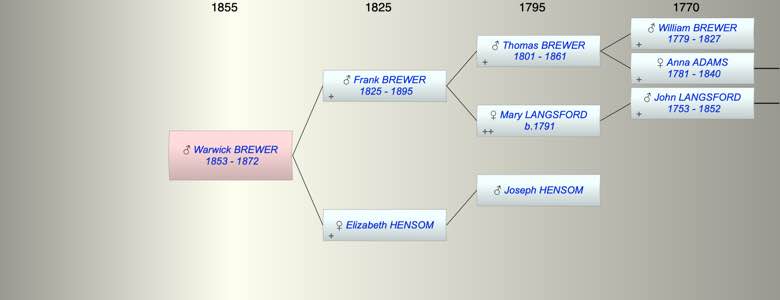 1855 1825 1795 1770
♂ William BREWER
1779 - 1827
+
♂ Thomas BREWER
1801 - 1861
+
♀ Anna ADAMS
1781 - 1840
+
♂ Frank BREWER
1825 - 1895
+
♂ John LANGSFORD
1753 - 1852
+
♀ Mary LANGSFORD
b.1791
++
♂ Warwick BREWER
1853 - 1872
♂ Joseph HENSOM
♀ Elizabeth HENSOM
+